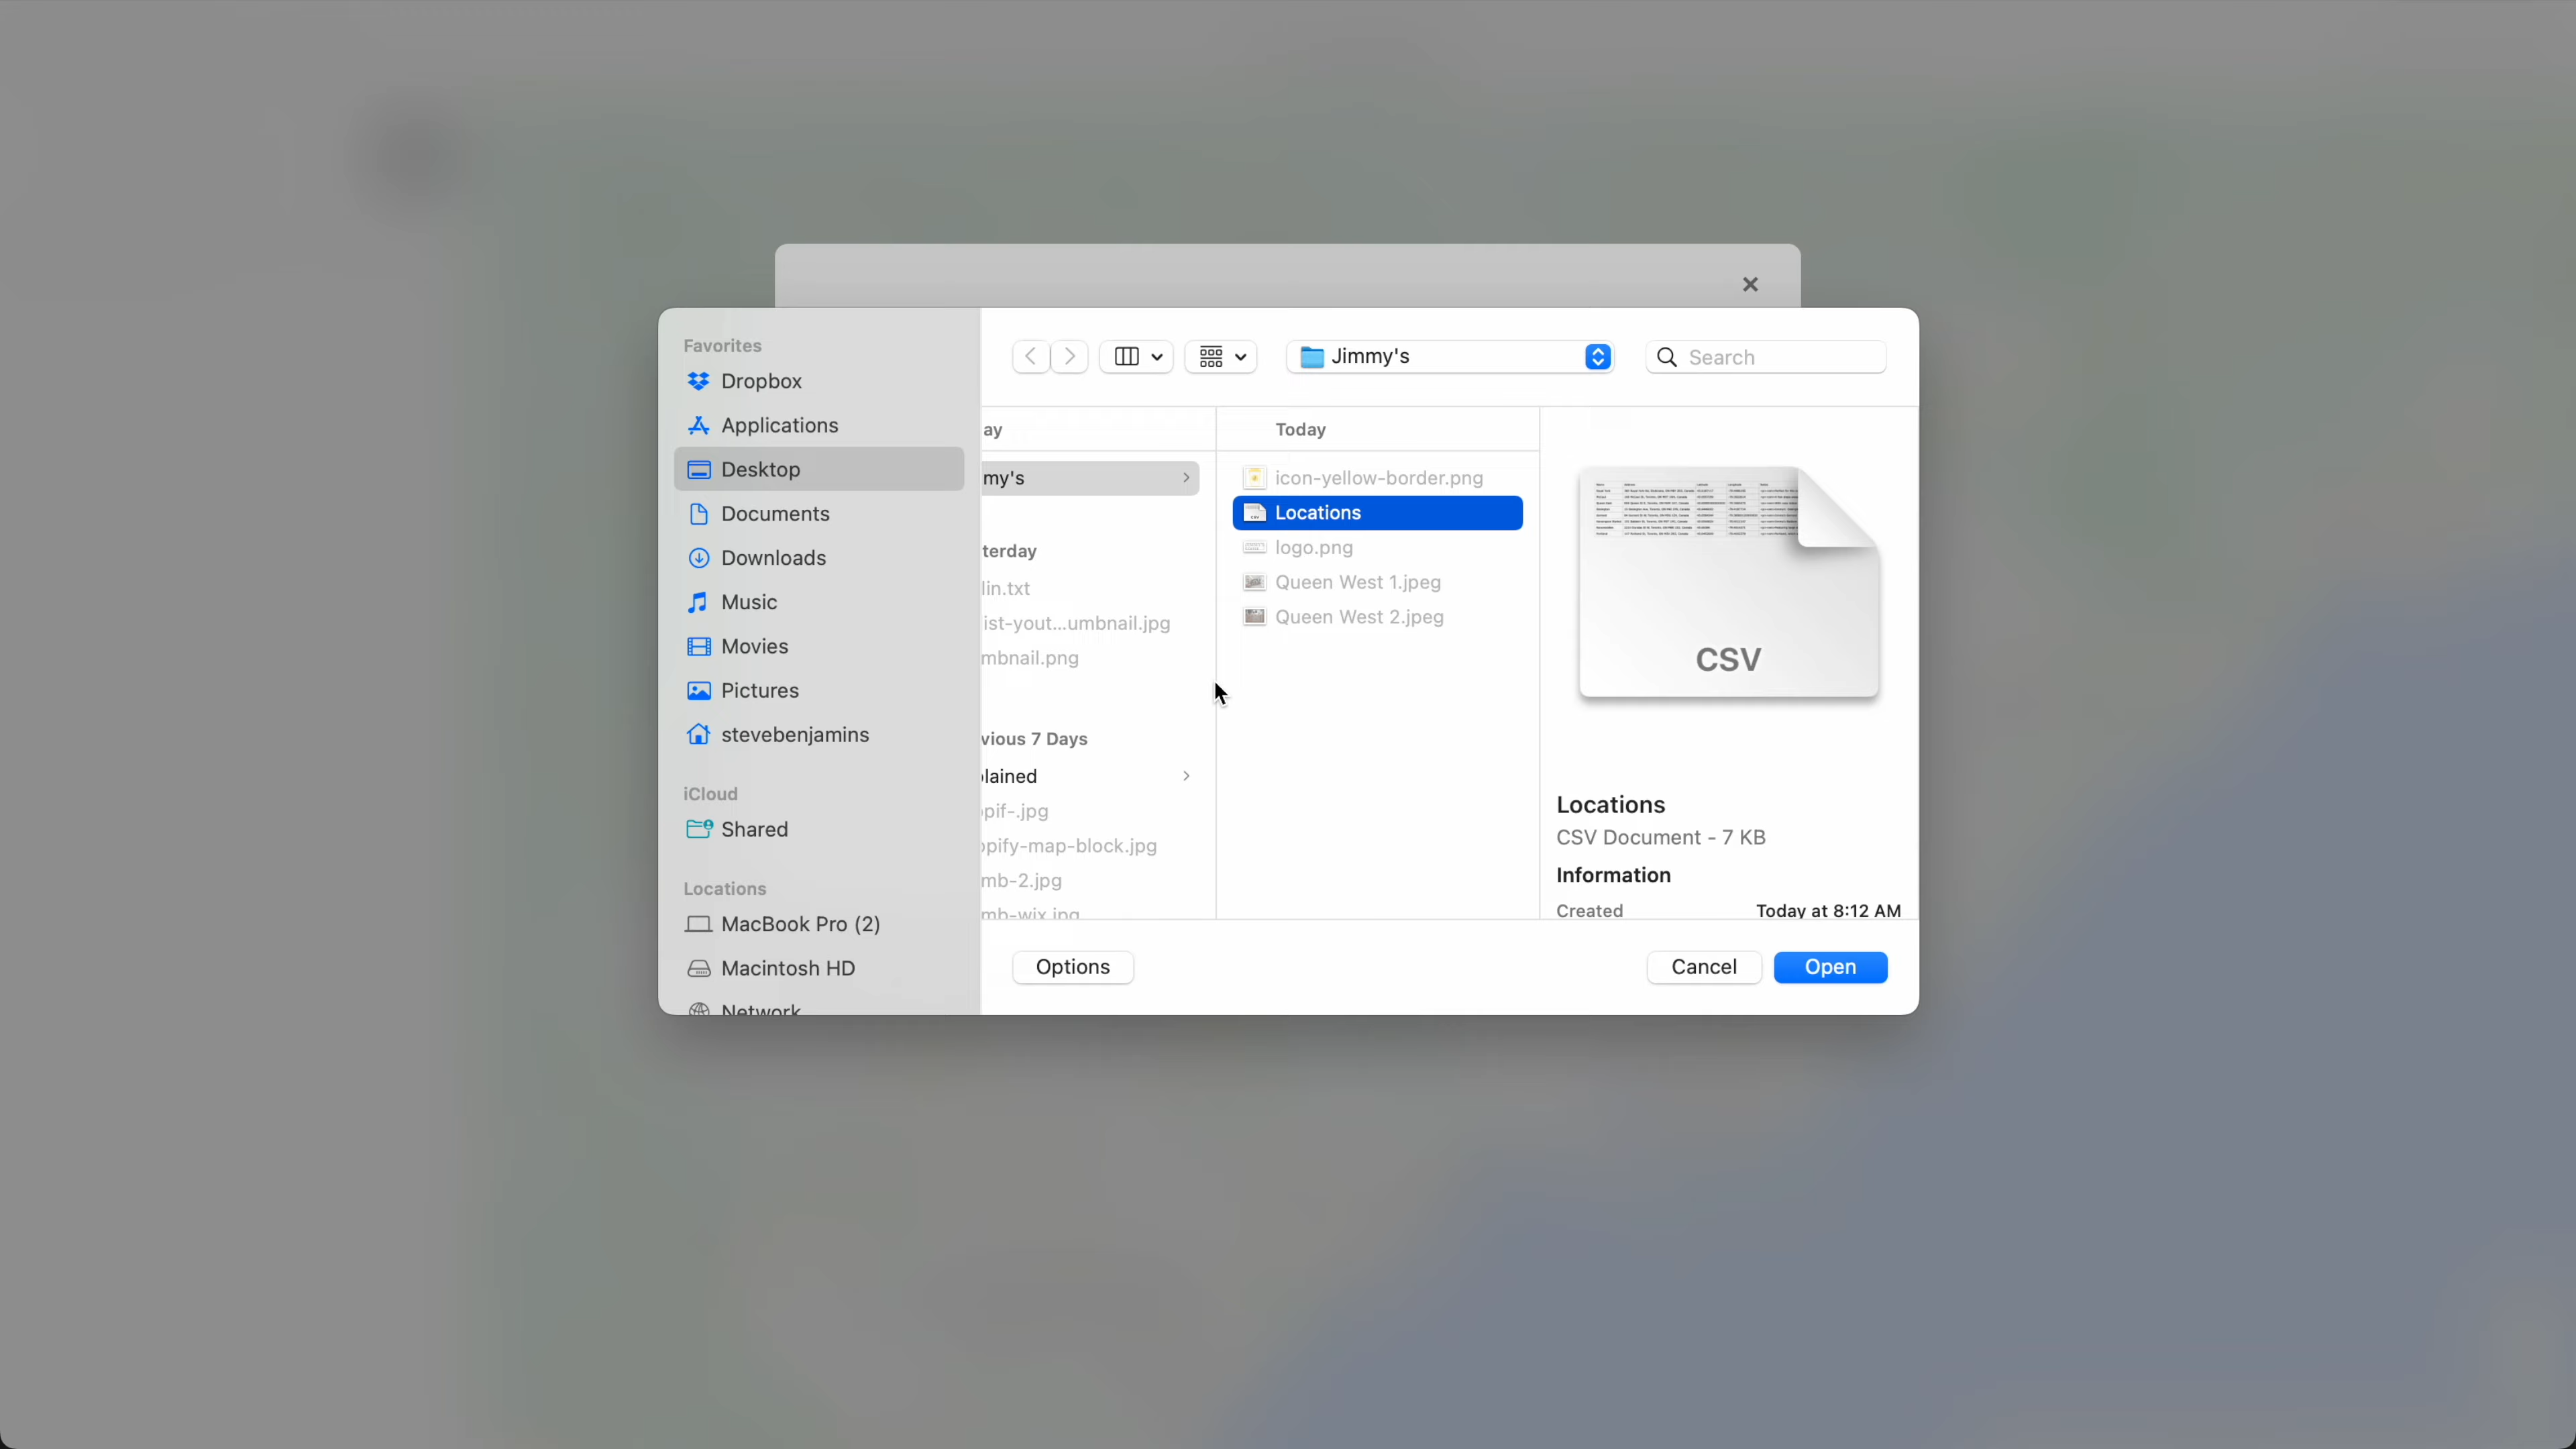 Favorites
Dropbox
Applications
Desktop
Documents
Downloads
Music
Movies
Pictures
stevebenjamins
iCloud
Shared
Locations
MacBook Pro (2)
Macintosh HD
Network
Jimmy's
Search
ay
my's
terday
lin.txt
ist-yout...umbnail.jpg
mbnail.png
vious 7 Days
lained
pif-.jpg
pify-map-block.jpg
mb-2.jpg
mb-wix.jpg
Today
icon-yellow-border.png
Locations
logo.png
Queen West 1.jpeg
Queen West 2.jpeg
CSV
Locations
CSV Document - 7 KB
Information
Created Today at 8:12 AM
Options
Cancel
Open